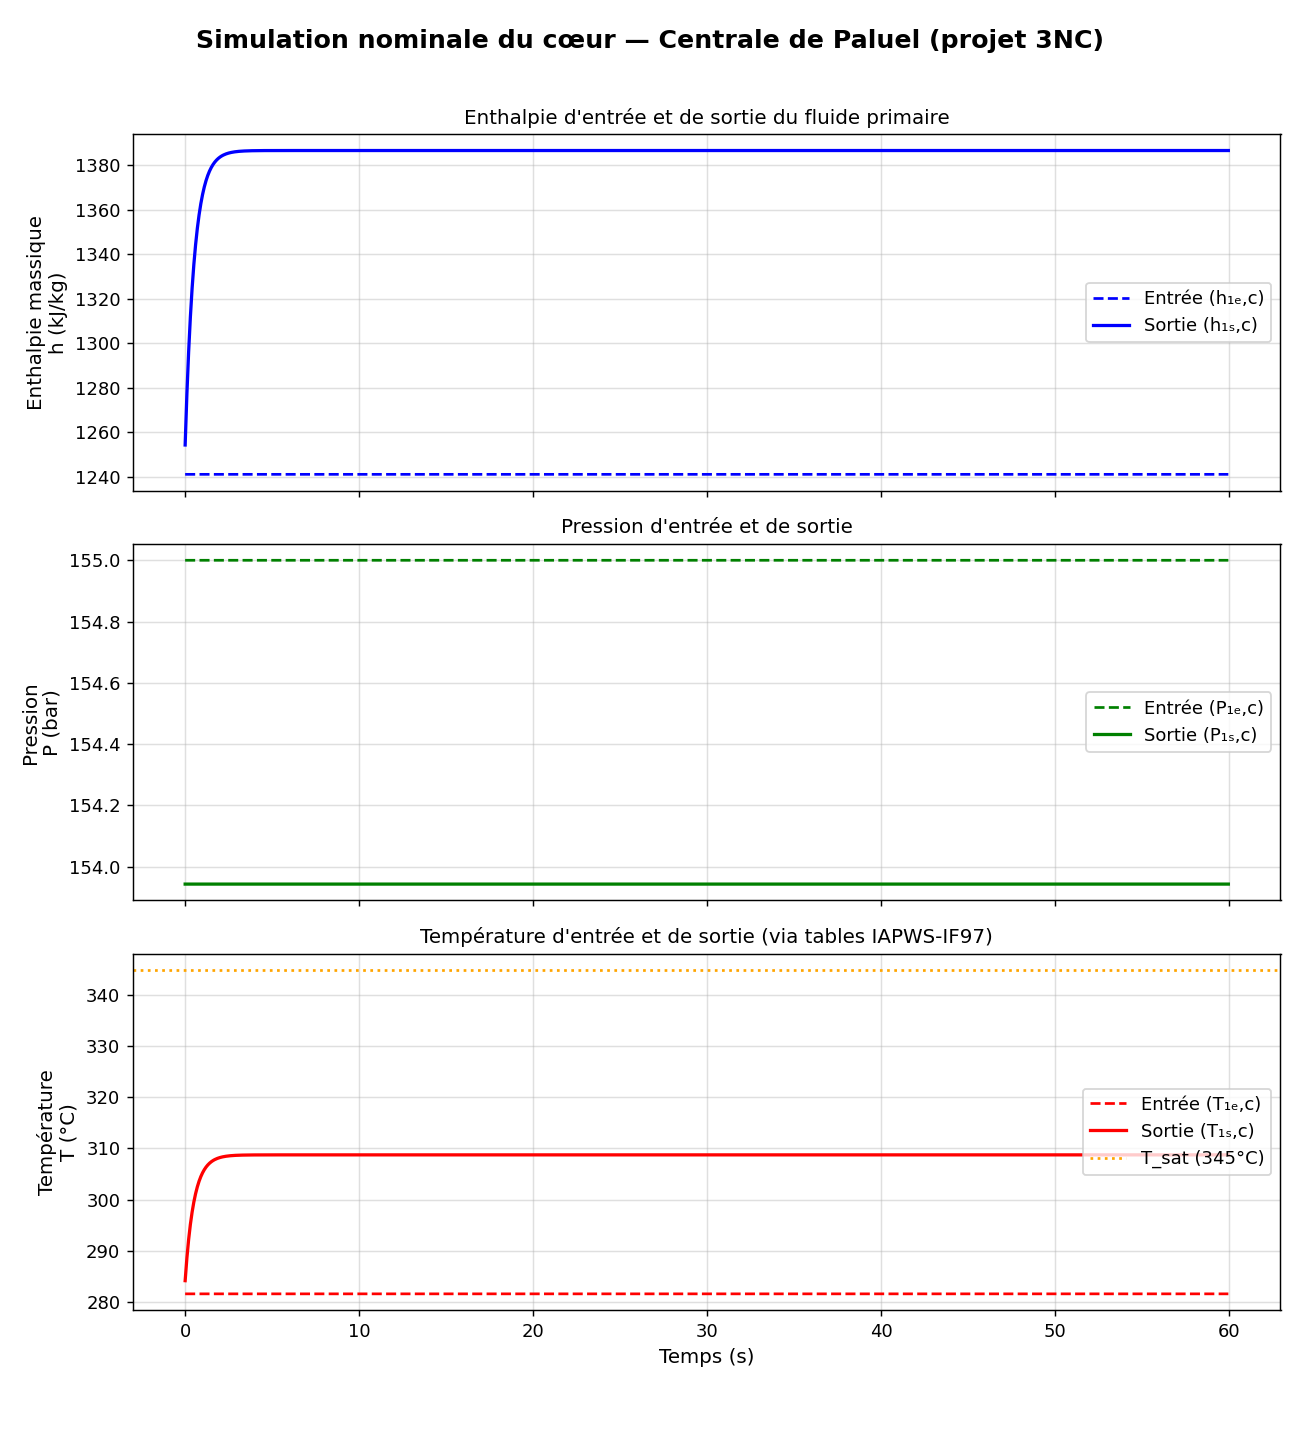 Simulation nominale du cœur — Centrale de Paluel (projet 3NC)
Enthalpie d'entrée et de sortie du fluide primaire
Enthalpie massique
h (kJ/kg)
1380
1360
1340
1320
1300
1280
1260
1240
Entrée (h₁ₑ,c)
Sortie (h₁ₛ,c)
Pression d'entrée et de sortie
Pression
P (bar)
155.0
154.8
154.6
154.4
154.2
154.0
Entrée (P₁ₑ,c)
Sortie (P₁ₛ,c)
Température d'entrée et de sortie (via tables IAPWS-IF97)
Température
T (°C)
340
330
320
310
300
290
280
Entrée (T₁ₑ,c)
Sortie (T₁ₛ,c)
T_sat (345°C)
0 10 20 30 40 50 60
Temps (s)